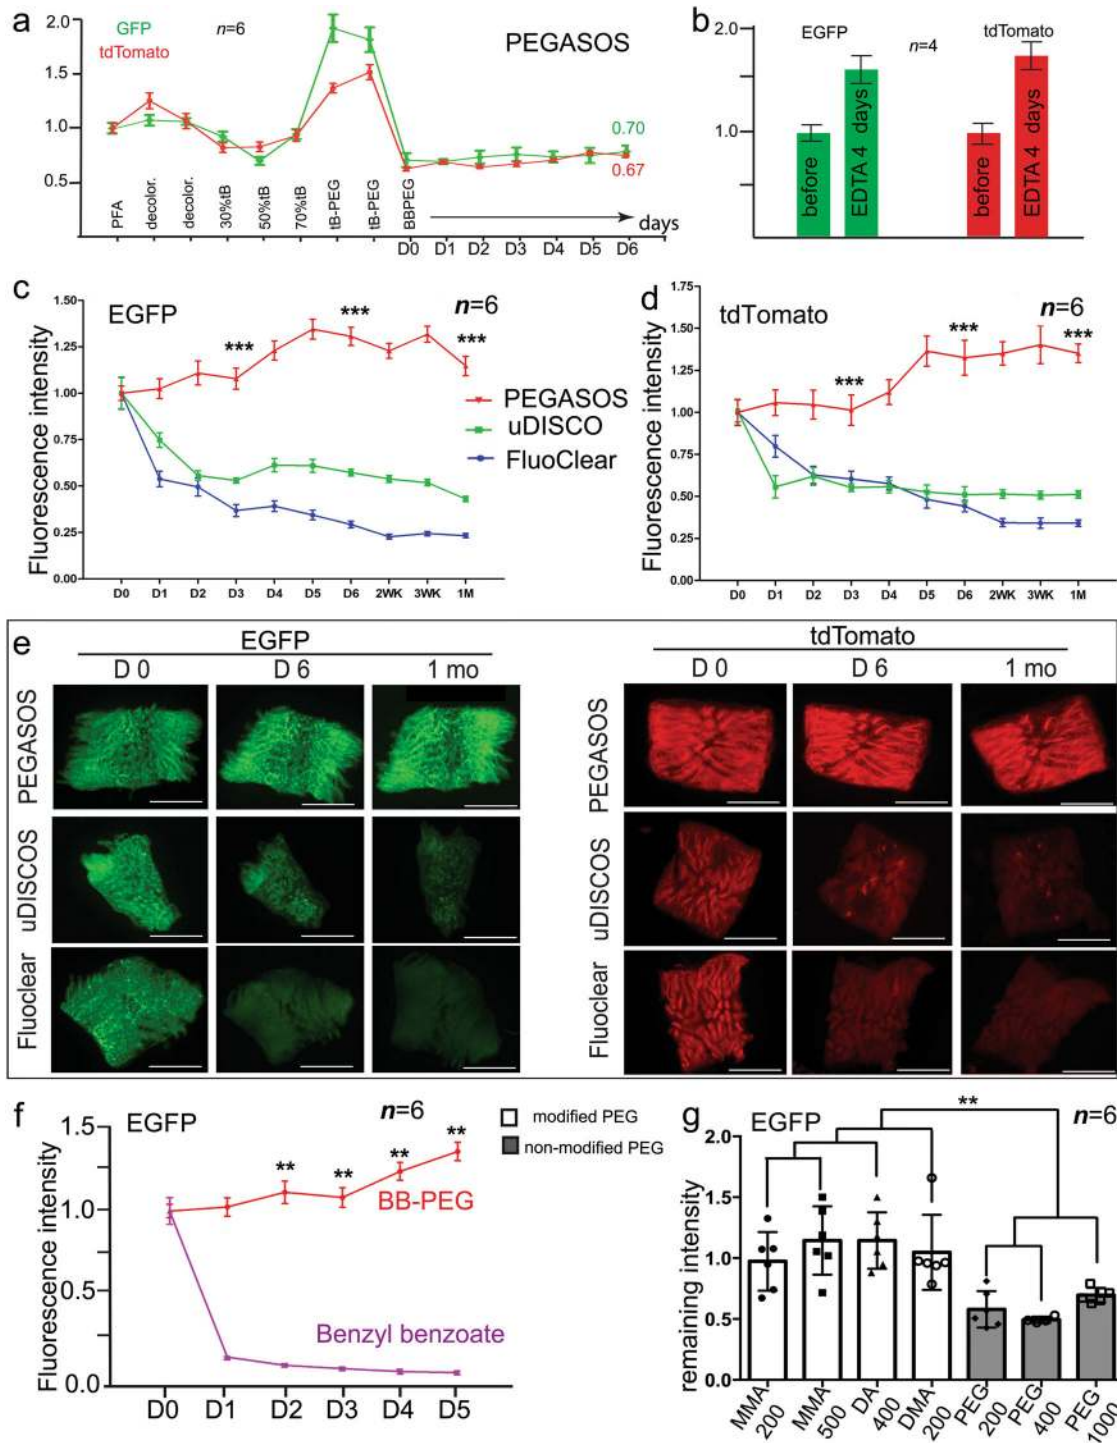 a
GFP
tdTomato
n=6
PEGASOS
2.0
1.5
1.0
0.5
0.70
0.67
PFA
decolor.
decolor.
30%tB
50%tB
70%tB
tB-PEG
tB-PEG
BBPEG
days
D0 D1 D2 D3 D4 D5 D6
b
2.0
1.0
EGFP
n=4
tdTomato
before
EDTA 4 days
before
EDTA 4 days
c
EGFP
n=6
Fluorescence intensity
1.50
1.25
1.00
0.75
0.50
0.25
0.00
*** *** ***
PEGASOS
uDISCO
FluoClear
D0 D1 D2 D3 D4 D5 D6 2WK 3WK 1M
d
tdTomato
n=6
Fluorescence intensity
1.75
1.50
1.25
1.00
0.75
0.50
0.25
0.00
*** *** ***
D0 D1 D2 D3 D4 D5 D6 2WK 3WK 1M
e
EGFP
D 0 D 6 1 mo
PEGASOS
uDISCOS
Fluoclear
tdTomato
D 0 D 6 1 mo
PEGASOS
uDISCOS
Fluoclear
f
EGFP
n=6
Fluorescence intensity
1.5
1.0
0.5
0.0
** ** ** **
BB-PEG
Benzyl benzoate
D0 D1 D2 D3 D4 D5
modified PEG
non-modified PEG
g
EGFP
**
n=6
remaining intensity
2.0
1.5
1.0
0.5
0.0
MMA 200
MMA 500
DA 400
DMA 200
PEG 200
PEG 400
PEG 1000